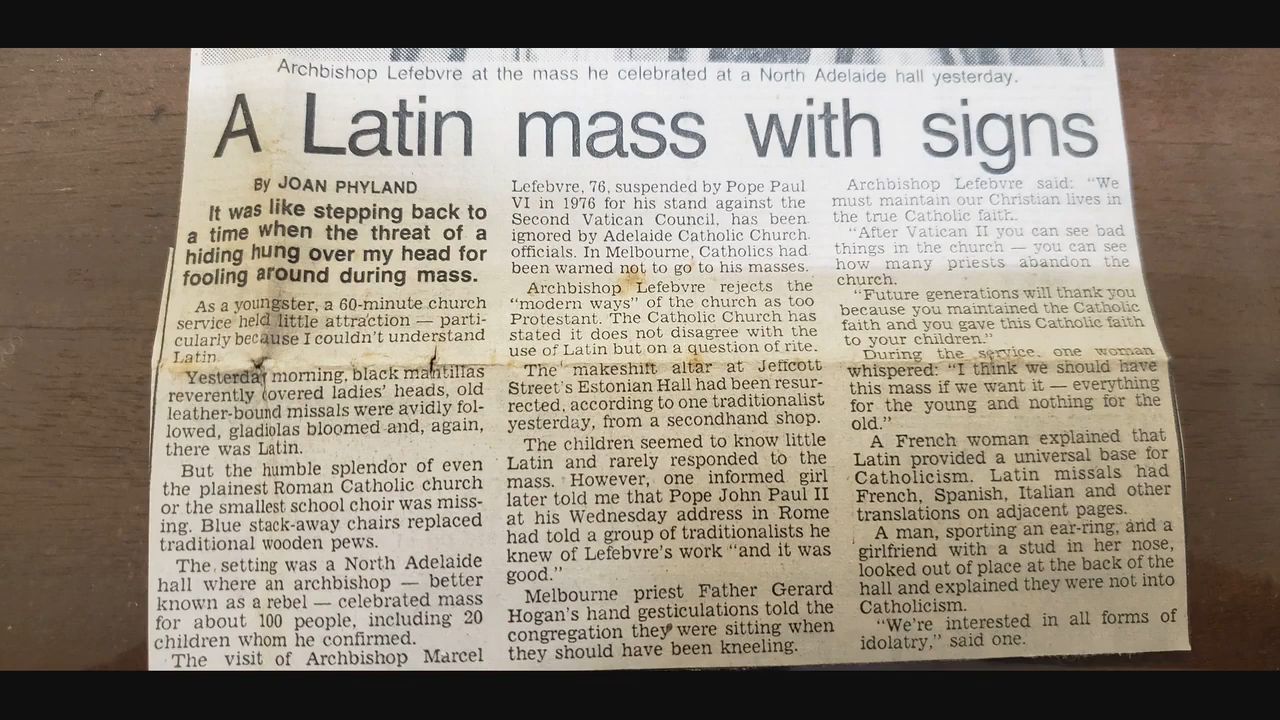 Archbishop Lefebvre at the mass he celebrated at a North Adelaide hall yesterday.
A Latin mass with signs
By JOAN PHYLAND
It was like stepping back to
a time when the threat of a
hiding hung over my head for
fooling around during mass.
As a youngster, a 60-minute church
service held little attraction — parti-
cularly because I couldn't understand
Latin.
Yesterday morning, black mantillas
reverently covered ladies' heads, old
leather-bound missals were avidly fol-
lowed, gladiolas bloomed and, again,
there was Latin.
But the humble splendor of even
the plainest Roman Catholic church
or the smallest school choir was miss-
ing. Blue stack-away chairs replaced
traditional wooden pews.
The setting was a North Adelaide
hall where an archbishop — better
known as a rebel — celebrated mass
for about 100 people, including 20
children whom he confirmed.
The visit of Archbishop Marcel
Lefebvre, 76, suspended by Pope Paul
VI in 1976 for his stand against the
Second Vatican Council, has been
ignored by Adelaide Catholic Church
officials. In Melbourne, Catholics had
been warned not to go to his masses.
Archbishop Lefebvre rejects the
"modern ways" of the church as too
Protestant. The Catholic Church has
stated it does not disagree with the
use of Latin but on a question of rite.
The makeshift altar at Jeffcott
Street's Estonian Hall had been resur-
rected, according to one traditionalist
yesterday, from a secondhand shop.
The children seemed to know little
Latin and rarely responded to the
mass. However, one informed girl
later told me that Pope John Paul II
at his Wednesday address in Rome
had told a group of traditionalists he
knew of Lefebvre's work "and it was
good."
Melbourne priest Father Gerard
Hogan's hand gesticulations told the
congregation they were sitting when
they should have been kneeling.
Archbishop Lefebvre said: "We
must maintain our Christian lives in
the true Catholic faith.
"After Vatican II you can see bad
things in the church — you can see
how many priests abandon the
church.
"Future generations will thank you
because you maintained the Catholic
faith and you gave this Catholic faith
to your children."
During the service, one woman
whispered: "I think we should have
this mass if we want it — everything
for the young and nothing for the
old."
A French woman explained that
Latin provided a universal base for
Catholicism. Latin missals had
French, Spanish, Italian and other
translations on adjacent pages.
A man, sporting an ear-ring, and a
girlfriend with a stud in her nose,
looked out of place at the back of the
hall and explained they were not into
Catholicism.
"We're interested in all forms of
idolatry," said one.